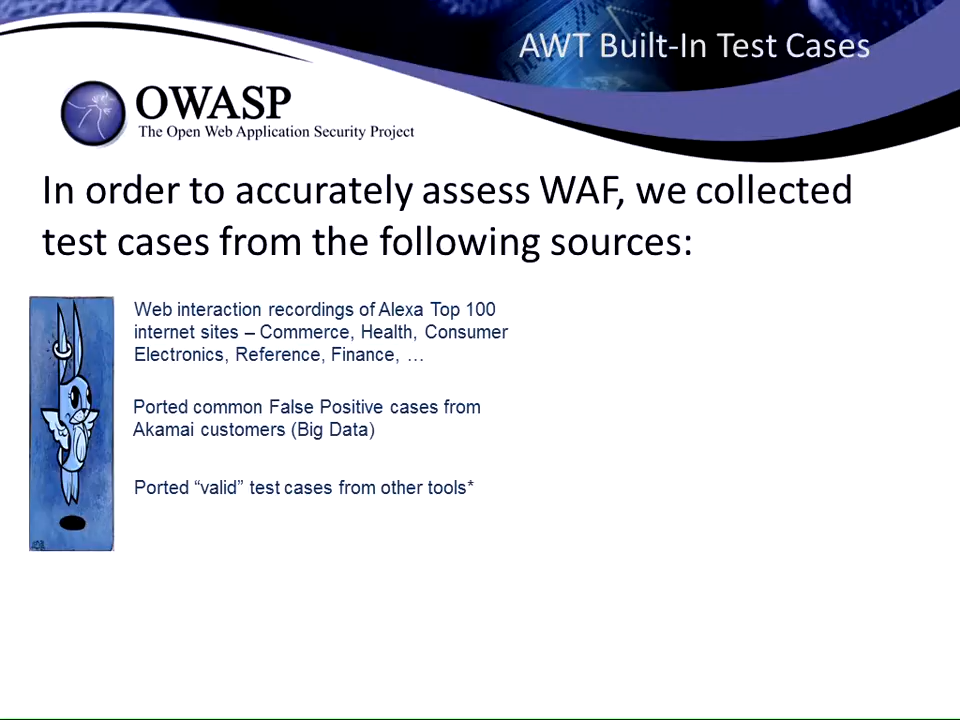 AWT Built-In Test Cases
OWASP
The Open Web Application Security Project
In order to accurately assess WAF, we collected
test cases from the following sources:
Web interaction recordings of Alexa Top 100
internet sites – Commerce, Health, Consumer
Electronics, Reference, Finance, …
Ported common False Positive cases from
Akamai customers (Big Data)
Ported “valid” test cases from other tools*